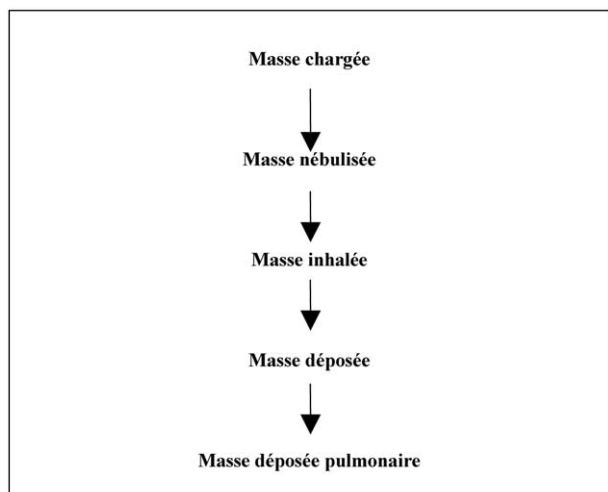 Masse chargée
Masse nébulisée
Masse inhalée
Masse déposée
Masse déposée pulmonaire